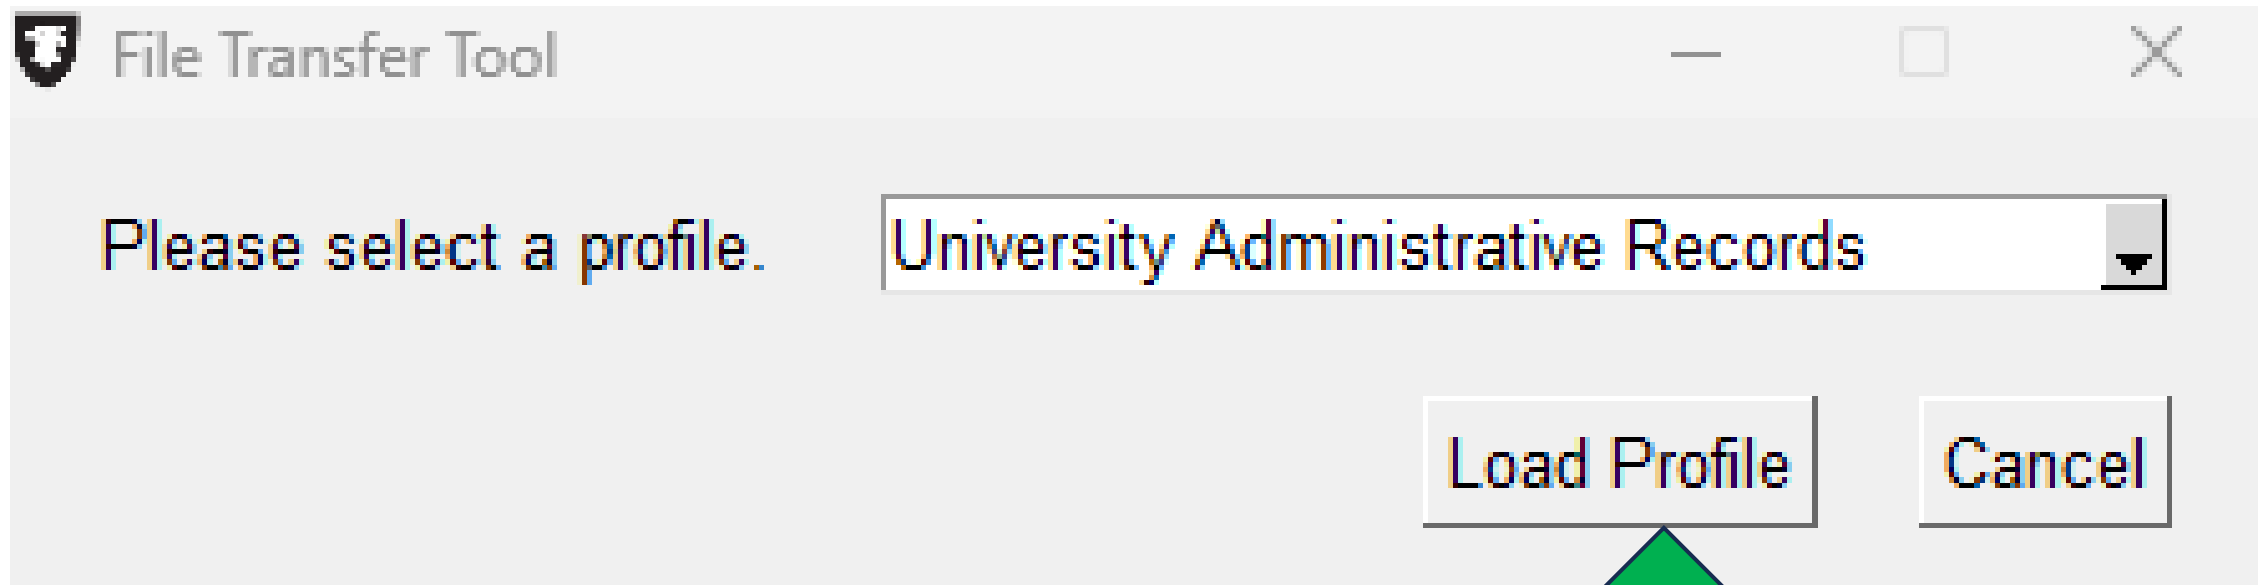 File Transfer Tool
Please select a profile. University Administrative Records
Load Profile Cancel